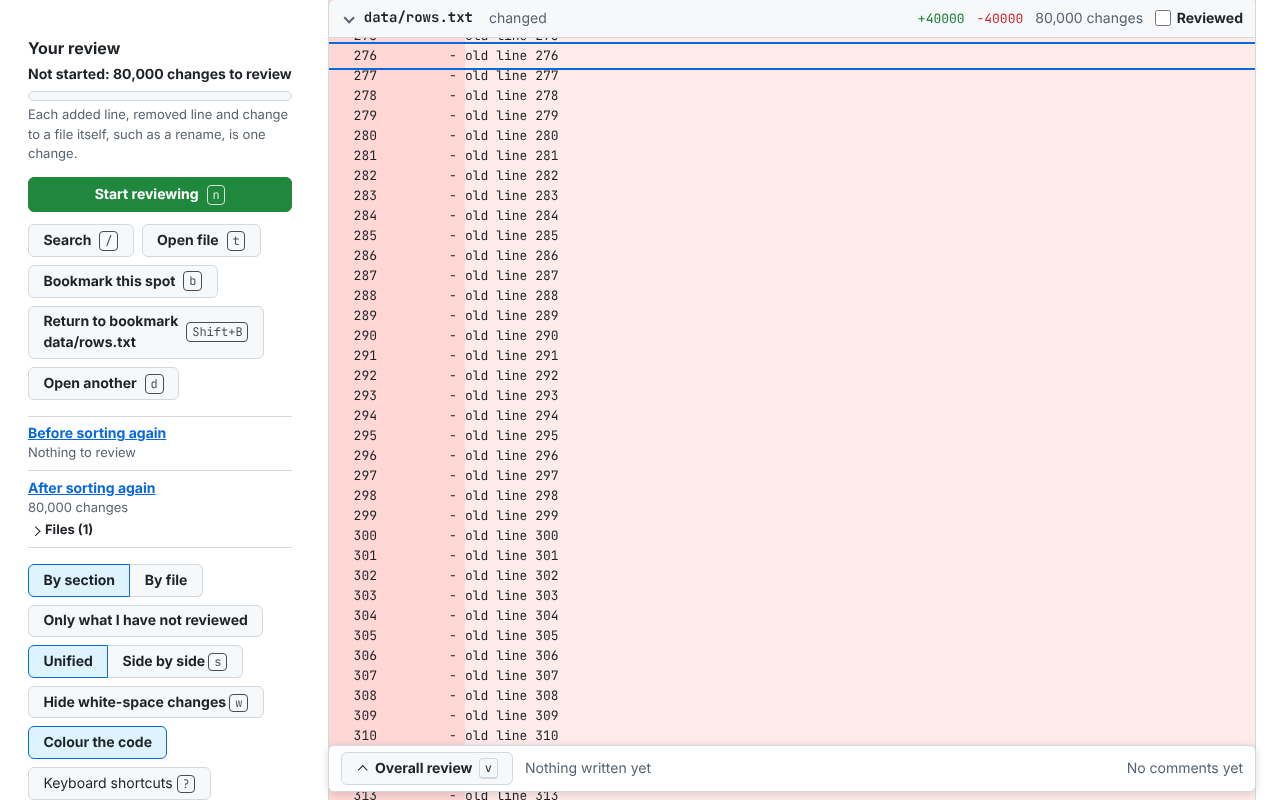 Your review
Not started: 80,000 changes to review
Each added line, removed line and change
to a file itself, such as a rename, is one
change.
Start reviewing n
Search / Open file t
Bookmark this spot b
Return to bookmark
data/rows.txt Shift+B
Open another d
Before sorting again
Nothing to review
After sorting again
80,000 changes
Files (1)
By section By file
Only what I have not reviewed
Unified Side by side s
Hide white-space changes w
Colour the code
Keyboard shortcuts ?
data/rows.txt changed +40000 -40000 80,000 changes Reviewed
276 - old line 276
277 - old line 277
278 - old line 278
279 - old line 279
280 - old line 280
281 - old line 281
282 - old line 282
283 - old line 283
284 - old line 284
285 - old line 285
286 - old line 286
287 - old line 287
288 - old line 288
289 - old line 289
290 - old line 290
291 - old line 291
292 - old line 292
293 - old line 293
294 - old line 294
295 - old line 295
296 - old line 296
297 - old line 297
298 - old line 298
299 - old line 299
300 - old line 300
301 - old line 301
302 - old line 302
303 - old line 303
304 - old line 304
305 - old line 305
306 - old line 306
307 - old line 307
308 - old line 308
309 - old line 309
310 - old line 310
Overall review v Nothing written yet No comments yet
313 - old line 313